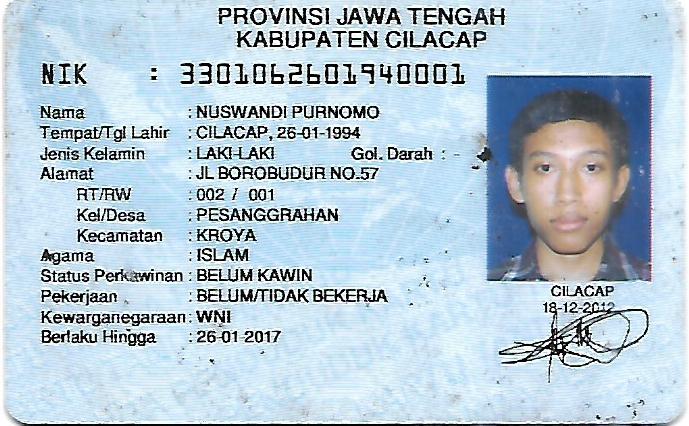 PROVINSI JAWA TENGAH
KABUPATEN CILACAP
NIK : 3301062601940001
Nama : NUSWANDI PURNOMO
Tempat/Tgl Lahir : CILACAP, 26-01-1994
Jenis Kelamin : LAKI-LAKI Gol. Darah : -
Alamat : JL BOROBUDUR NO.57
RT/RW : 002 / 001
Kel/Desa : PESANGGRAHAN
Kecamatan : KROYA
Agama : ISLAM
Status Perkawinan : BELUM KAWIN
Pekerjaan : BELUM/TIDAK BEKERJA
Kewarganegaraan : WNI
Berlaku Hingga : 26-01-2017
CILACAP
18-12-2012